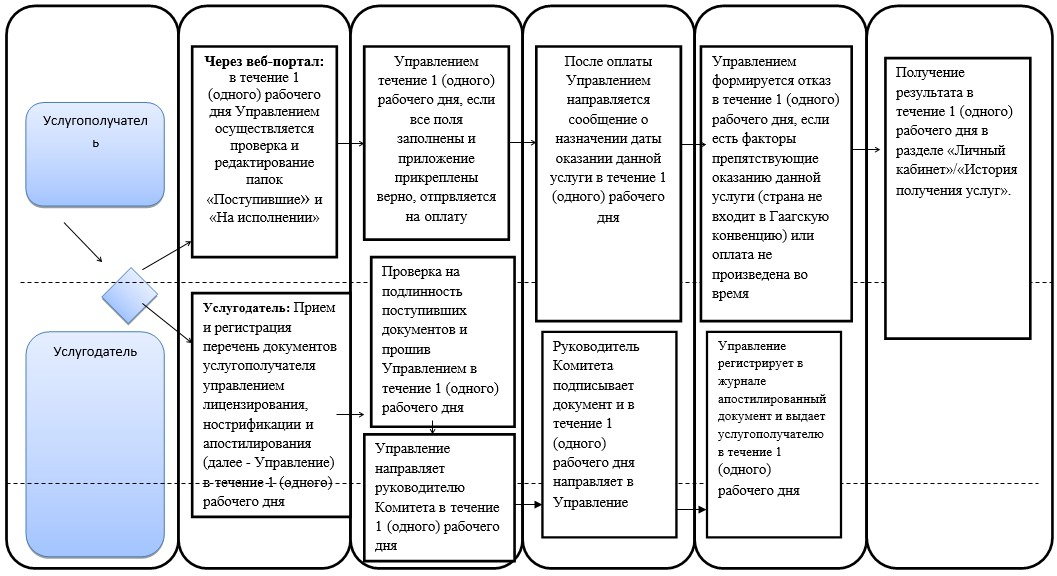 Услугополучател
ь
Услугодатель
Через веб-портал:
в течение 1
(одного) рабочего
дня Управлением
осуществляется
проверка и
редактирование
папок
«Поступившие» и
«На исполнении»
Управлением
течение 1 (одного)
рабочего дня, если
все поля
заполнены и
приложение
прикреплены
верно, отпрвляется
на оплату
После оплаты
Управлением
направляется
сообщение о
назначении даты
оказании данной
услуги в течение 1
(одного) рабочего
дня
Управлением
формируется отказ
в течение 1 (одного)
рабочего дня, если
есть факторы
препятствующие
оказанию данной
услуги (страна не
входит в Гаагскую
конвенцию) или
оплата не
произведена во
время
Получение
результата в
течение 1 (одного)
рабочего дня в
разделе «Личный
кабинет»/«История
получения услуг».
Услугодатель: Прием
и регистрация
перечень документов
услугополучателя
управлением
лицензирования,
нострификации и
апостилирования
(далее - Управление)
в течение 1 (одного)
рабочего дня
Проверка на
подлинность
поступивших
документов и
прошив
Управлением в
течение 1 (одного)
рабочего дня
Управление
направляет
руководителю
Комитета в течение
1 (одного) рабочего
дня
Руководитель
Комитета
подписывает
документ и в
течение 1
(одного)
рабочего дня
направляет в
Управление
Управление
регистрирует в
журнале
апостилированный
документ и выдает
услугополучателю
в течение 1
(одного)
рабочего дня